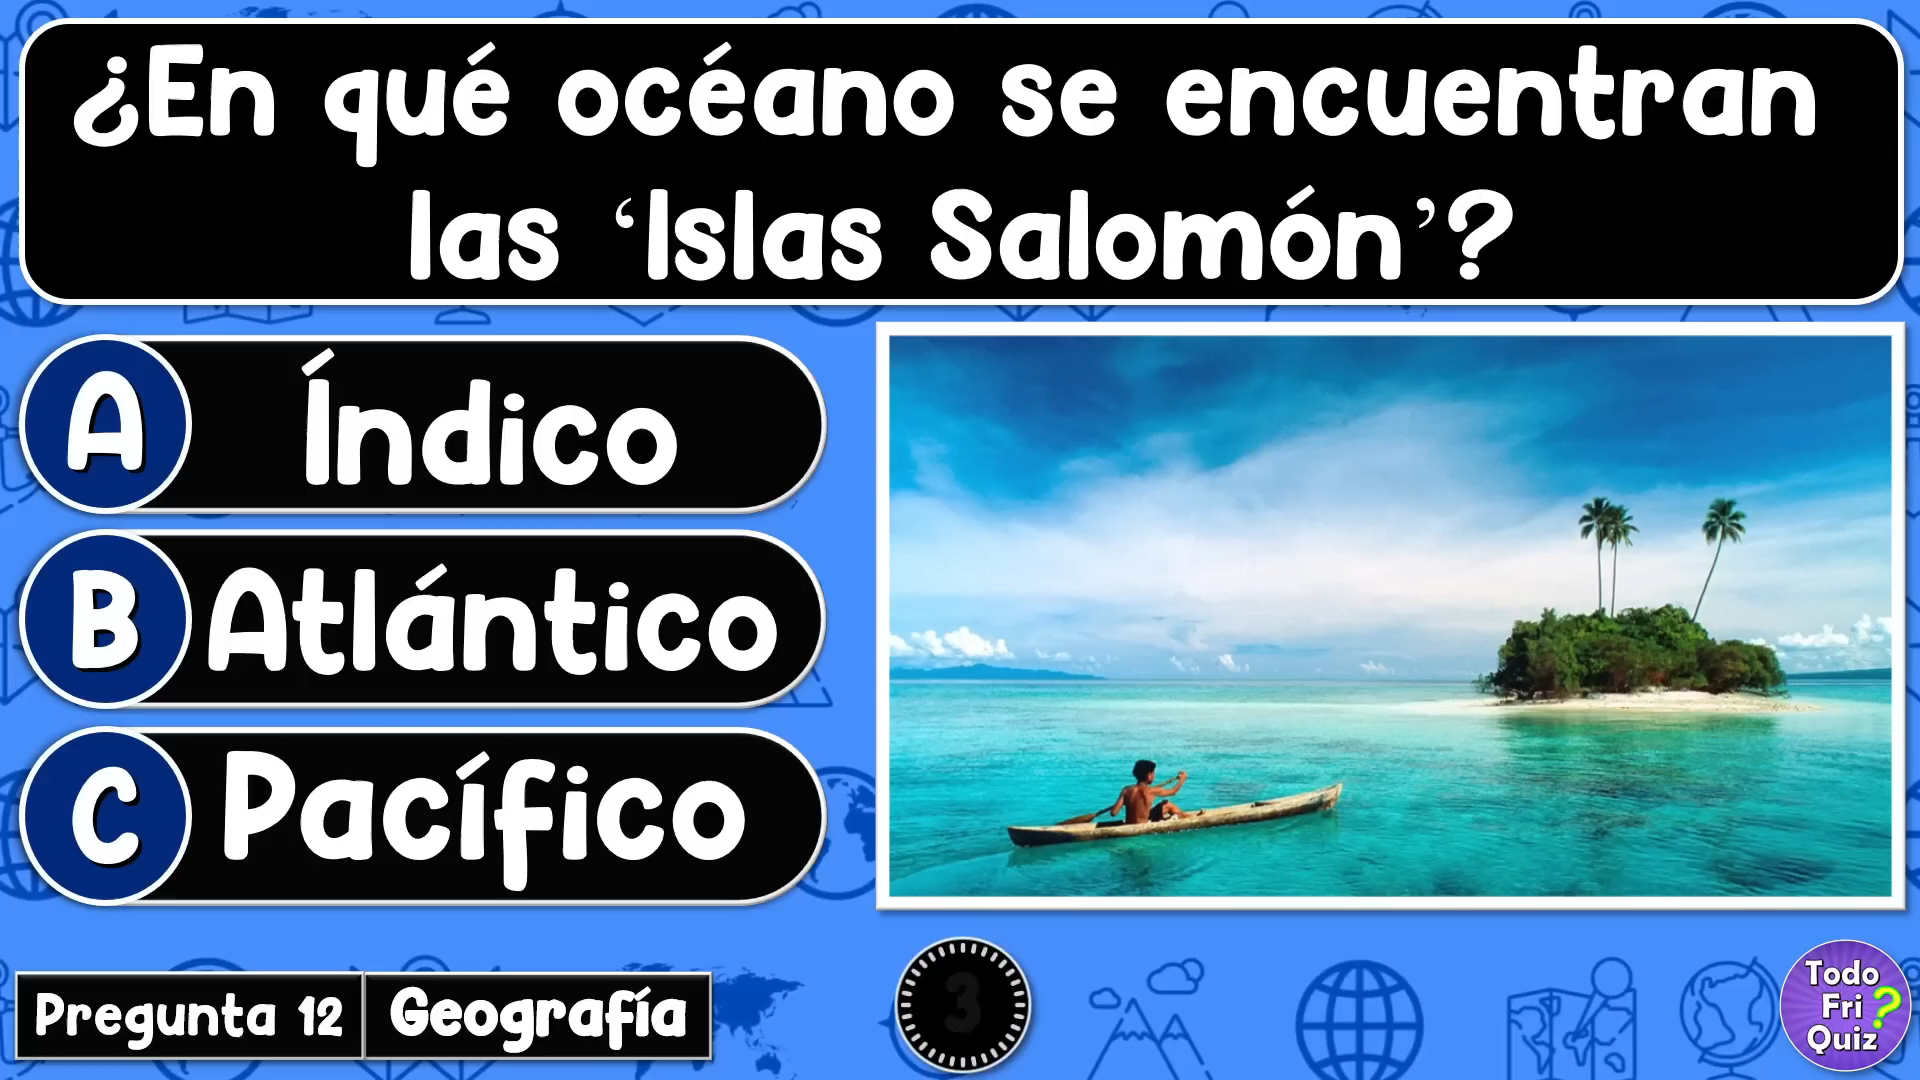 ¿En qué océano se encuentran
las ‘Islas Salomón’?
A Índico
B Atlántico
C Pacífico
Pregunta 12 Geografía
3
Todo
Fri ?
Quiz